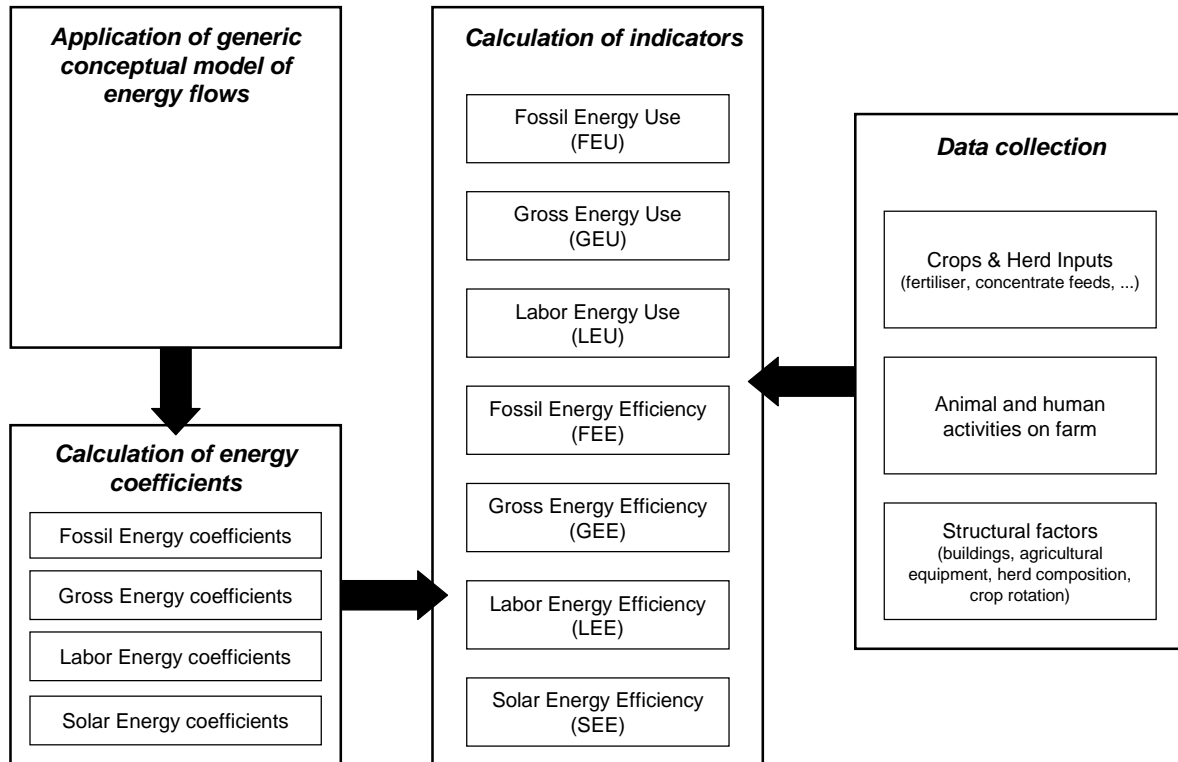 Application of generic
conceptual model of
energy flows
Calculation of energy
coefficients
Fossil Energy coefficients
Gross Energy coefficients
Labor Energy coefficients
Solar Energy coefficients
Calculation of indicators
Fossil Energy Use
(FEU)
Gross Energy Use
(GEU)
Labor Energy Use
(LEU)
Fossil Energy Efficiency
(FEE)
Gross Energy Efficiency
(GEE)
Labor Energy Efficiency
(LEE)
Solar Energy Efficiency
(SEE)
Data collection
Crops & Herd Inputs
(fertiliser, concentrate feeds, ...)
Animal and human
activities on farm
Structural factors
(buildings, agricultural
equipment, herd composition,
crop rotation)